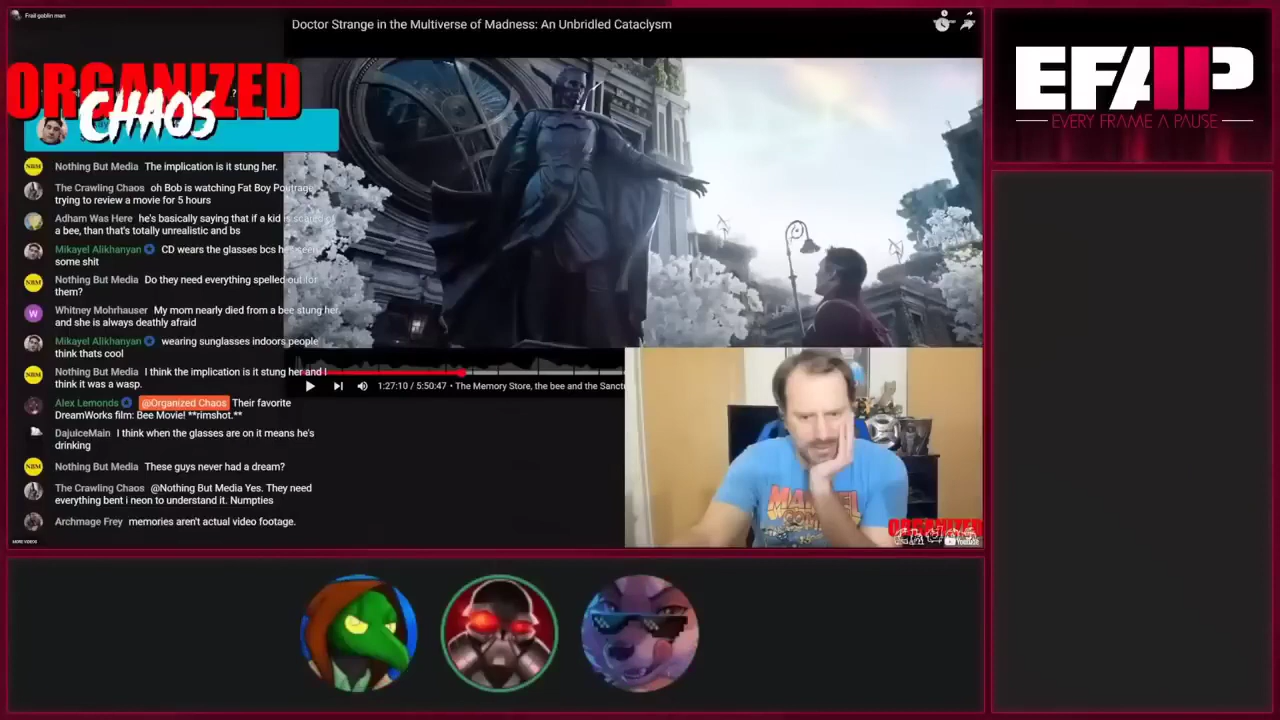 Frail goblin man
Doctor Strange in the Multiverse of Madness: An Unbridled Cataclysm
ORGANIZED
CHAOS
?
NBM Nothing But Media The implication is it stung her.
The Crawling Chaos oh Bob is watching Fat Boy Poutrage
trying to review a movie for 5 hours
Adham Was Here he's basically saying that if a kid is scared of
a bee, than that's totally unrealistic and bs
Mikayel Alikhanyan CD wears the glasses bcs he seen
some shit
NBM Nothing But Media Do they need everything spelled out for
them?
W Whitney Mohrhauser My mom nearly died from a bee stung her
and she is always deathly afraid
Mikayel Alikhanyan wearing sunglasses indoors people
think thats cool
NBM Nothing But Media I think the implication is it stung her and I
think it was a wasp.
Alex Lemonds @Organized Chaos Their favorite
DreamWorks film: Bee Movie! **rimshot.**
DajuiceMain I think when the glasses are on it means he's
drinking
NBM Nothing But Media These guys never had a dream?
The Crawling Chaos @Nothing But Media Yes. They need
everything bent i neon to understand it. Numpties
Archmage Frey memories aren't actual video footage.
MORE VIDEOS
1:27:10 / 5:50:47 • The Memory Store, the bee and the Sanct
MARVEL
ORGANIZED
YouTube
EFAP
EVERY FRAME A PAUSE